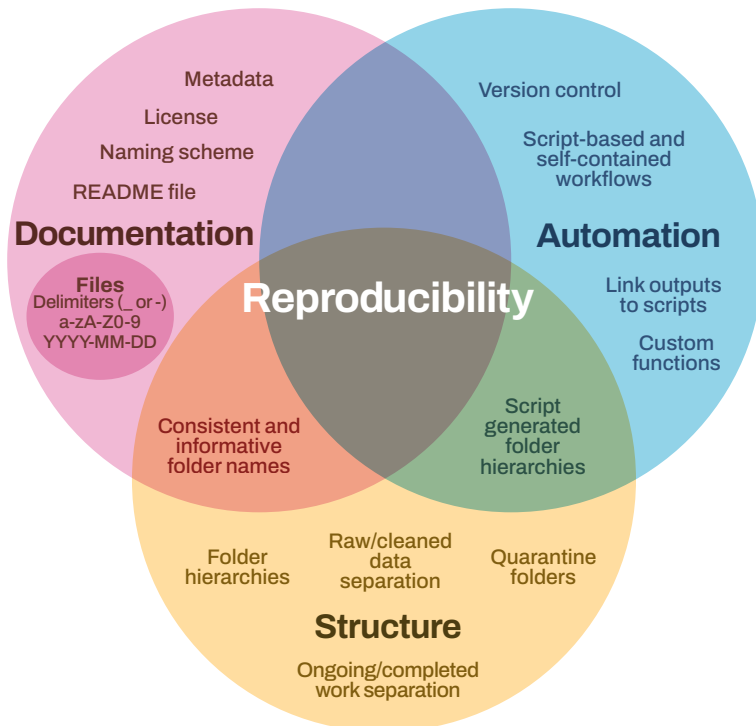 Metadata
License
Naming scheme
README file
Documentation
Files
Delimiters (_ or -)
a-zA-Z0-9
YYYY-MM-DD
Version control
Script-based and
self-contained
workflows
Automation
Link outputs
to scripts
Custom
functions
Reproducibility
Consistent and
informative
folder names
Script
generated
folder
hierarchies
Folder
hierarchies
Raw/cleaned
data
separation
Quarantine
folders
Structure
Ongoing/completed
work separation